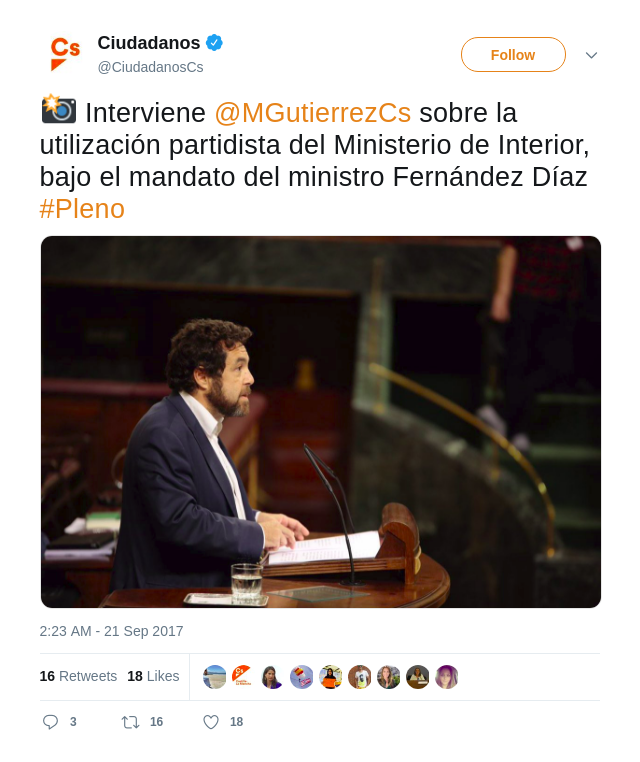 Cs
Ciudadanos
@CiudadanosCs
Follow
Interviene @MGutierrezCs sobre la
utilización partidista del Ministerio de Interior,
bajo el mandato del ministro Fernández Díaz
#Pleno
2:23 AM - 21 Sep 2017
16 Retweets 18 Likes
3 16 18